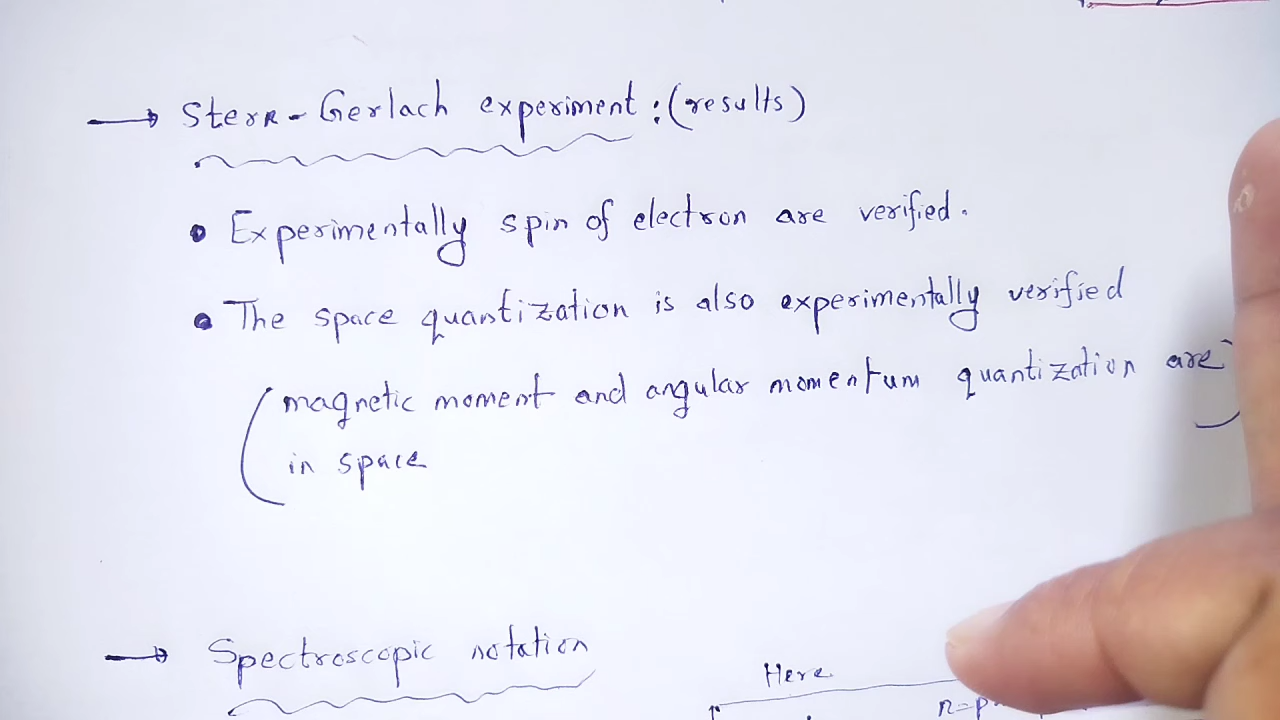 → Stern-Gerlach experiment: (results)
• Experimentally spin of electron are verified.
• The space quantization is also experimentally verified
(magnetic moment and angular momentum quantization are)
in space
→ Spectroscopic notation
Here
n=p